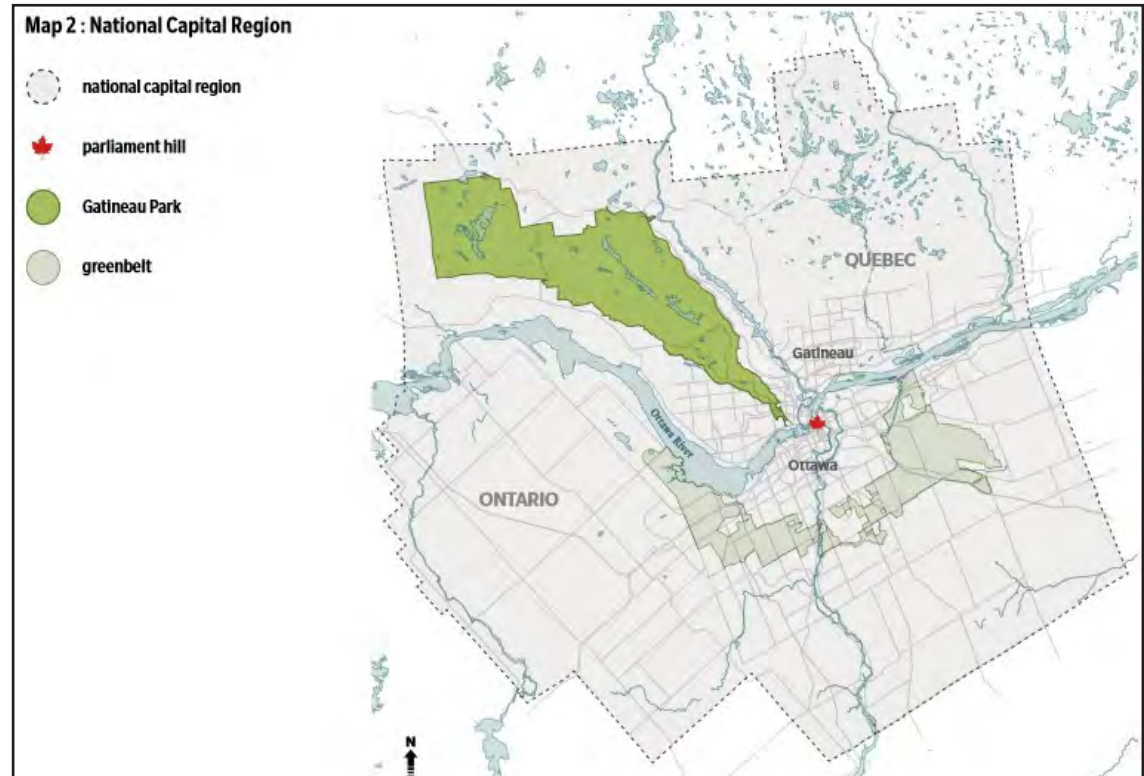 Map 2 : National Capital Region
national capital region
parliament hill
Gatineau Park
greenbelt
QUEBEC
Gatineau
Ottawa River
Ottawa
ONTARIO
N